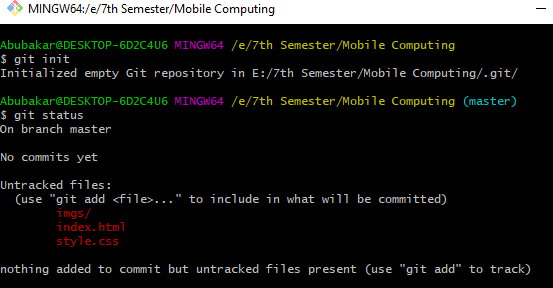 MINGW64:/e/7th Semester/Mobile Computing
Abubakar@DESKTOP-6D2C4U6 MINGW64 /e/7th Semester/Mobile Computing
$ git init
Initialized empty Git repository in E:/7th Semester/Mobile Computing/.git/
Abubakar@DESKTOP-6D2C4U6 MINGW64 /e/7th Semester/Mobile Computing (master)
$ git status
On branch master
No commits yet
Untracked files:
(use "git add <file>..." to include in what will be committed)
imgs/
index.html
style.css
nothing added to commit but untracked files present (use "git add" to track)